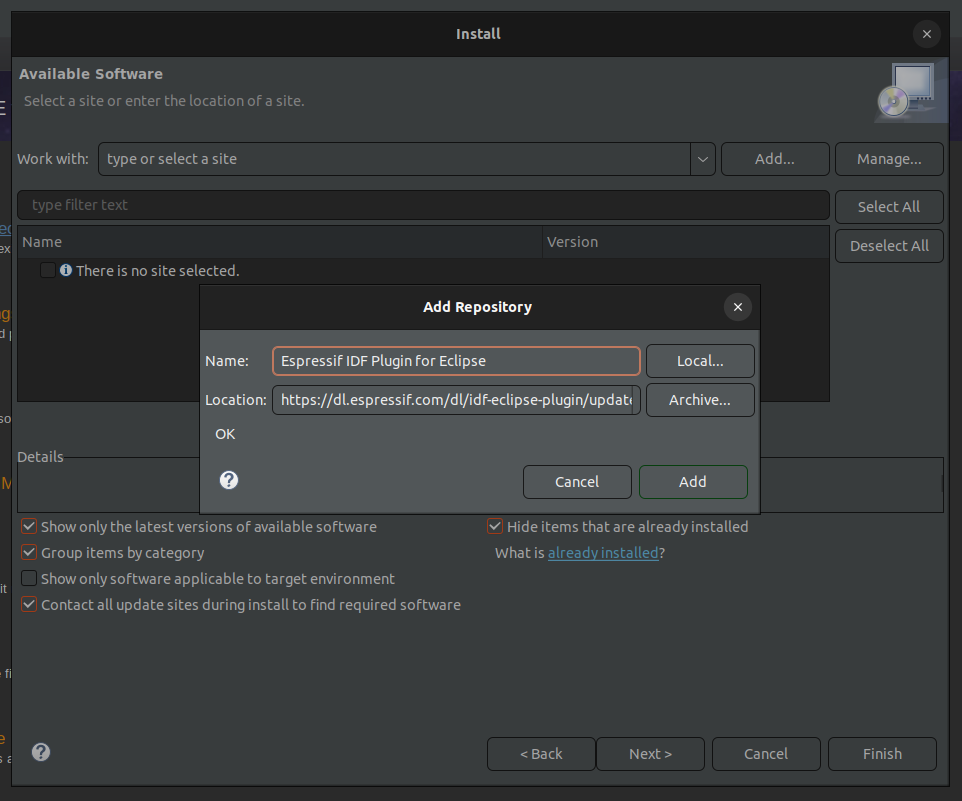 Install
Available Software
Select a site or enter the location of a site.
Work with: type or select a site Add... Manage...
type filter text Select All
Name Version Deselect All
There is no site selected.
Add Repository
Name: Espressif IDF Plugin for Eclipse Local...
Location: https://dl.espressif.com/dl/idf-eclipse-plugin/update Archive...
OK
Details
Cancel Add
Show only the latest versions of available software Hide items that are already installed
Group items by category What is already installed?
Show only software applicable to target environment
Contact all update sites during install to find required software
< Back Next > Cancel Finish